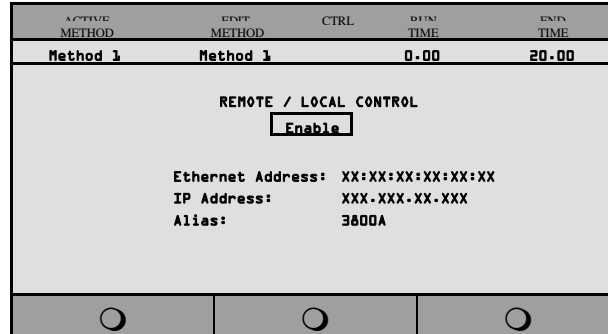 ACTIVE EDIT CTRL RUN END
METHOD METHOD TIME TIME
Method 1 Method 1 0.00 20.00
REMOTE / LOCAL CONTROL
Enable
Ethernet Address: XX:XX:XX:XX:XX:XX
IP Address: XXX.XXX.XX.XXX
Alias: 3800A